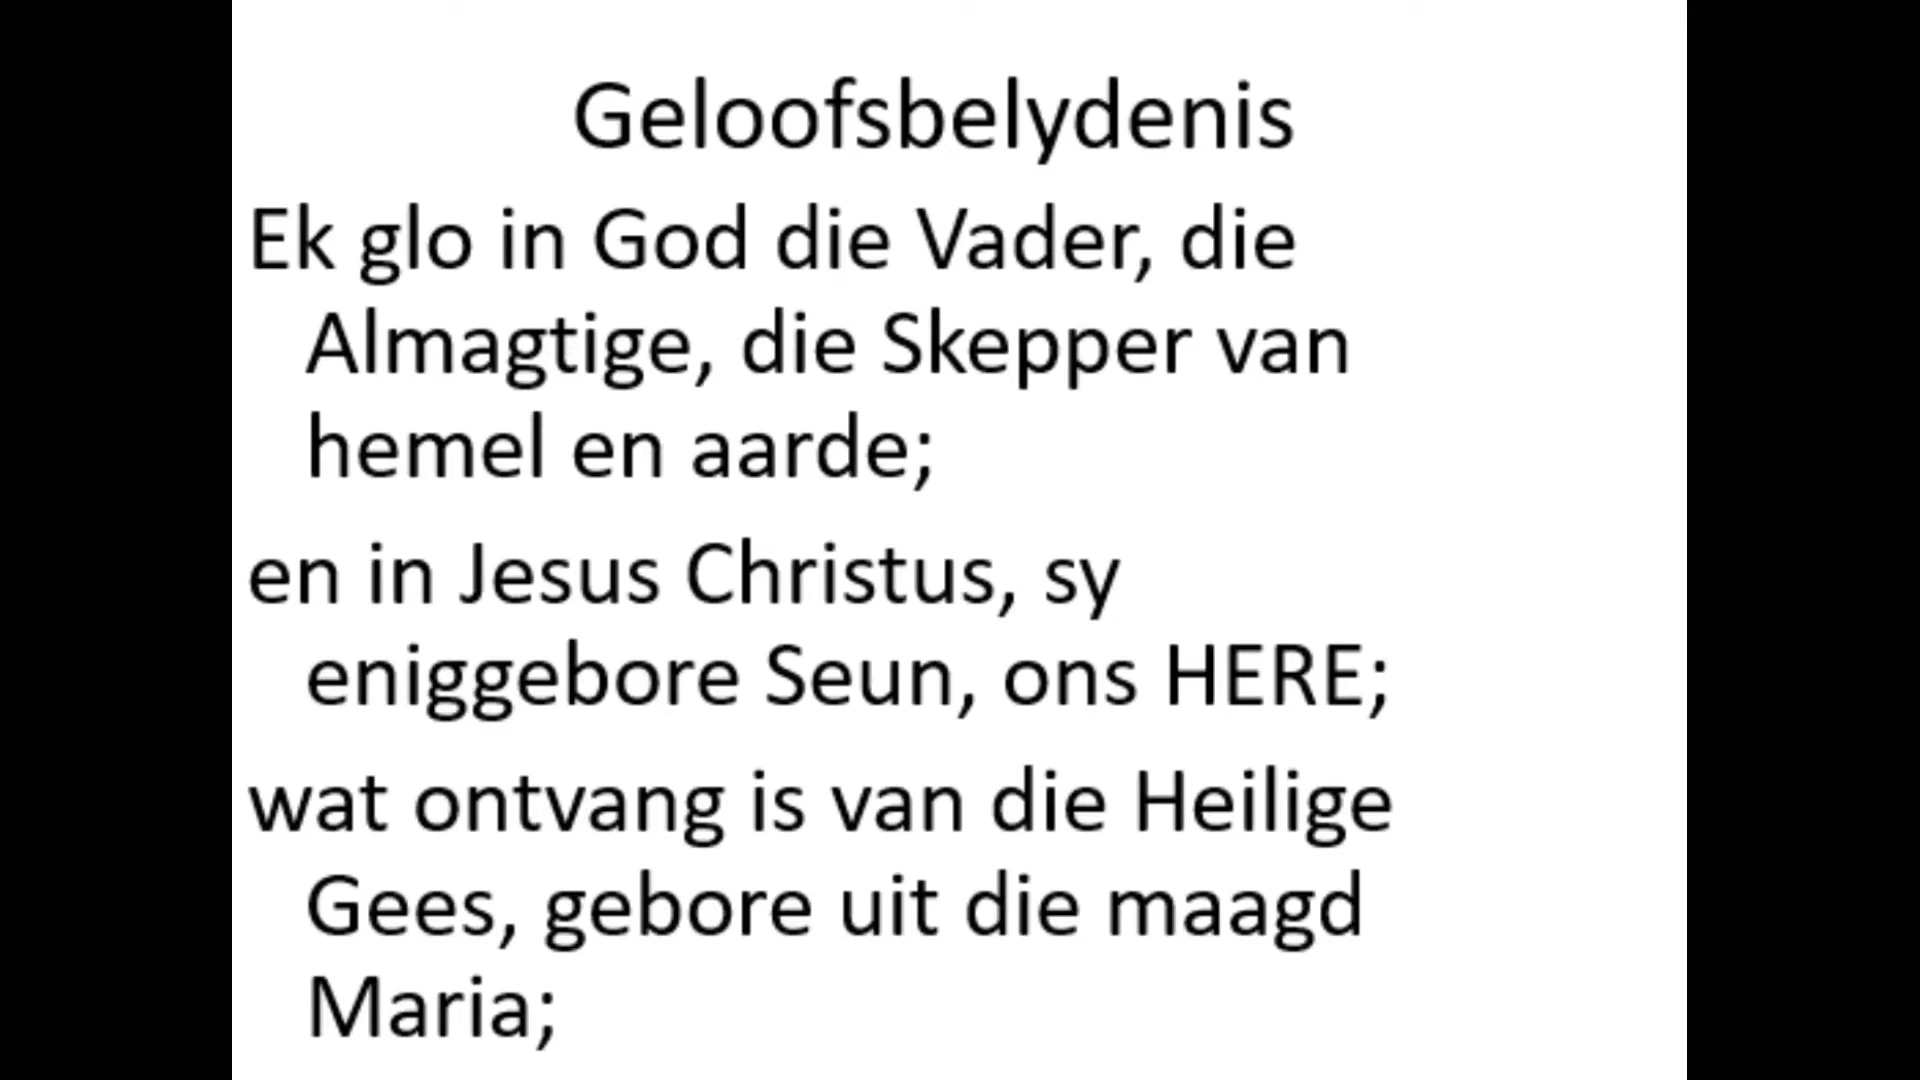 Geloofsbelydenis
Ek glo in God die Vader, die
Almagtige, die Skepper van
hemel en aarde;
en in Jesus Christus, sy
eniggebore Seun, ons HERE;
wat ontvang is van die Heilige
Gees, gebore uit die maagd
Maria;